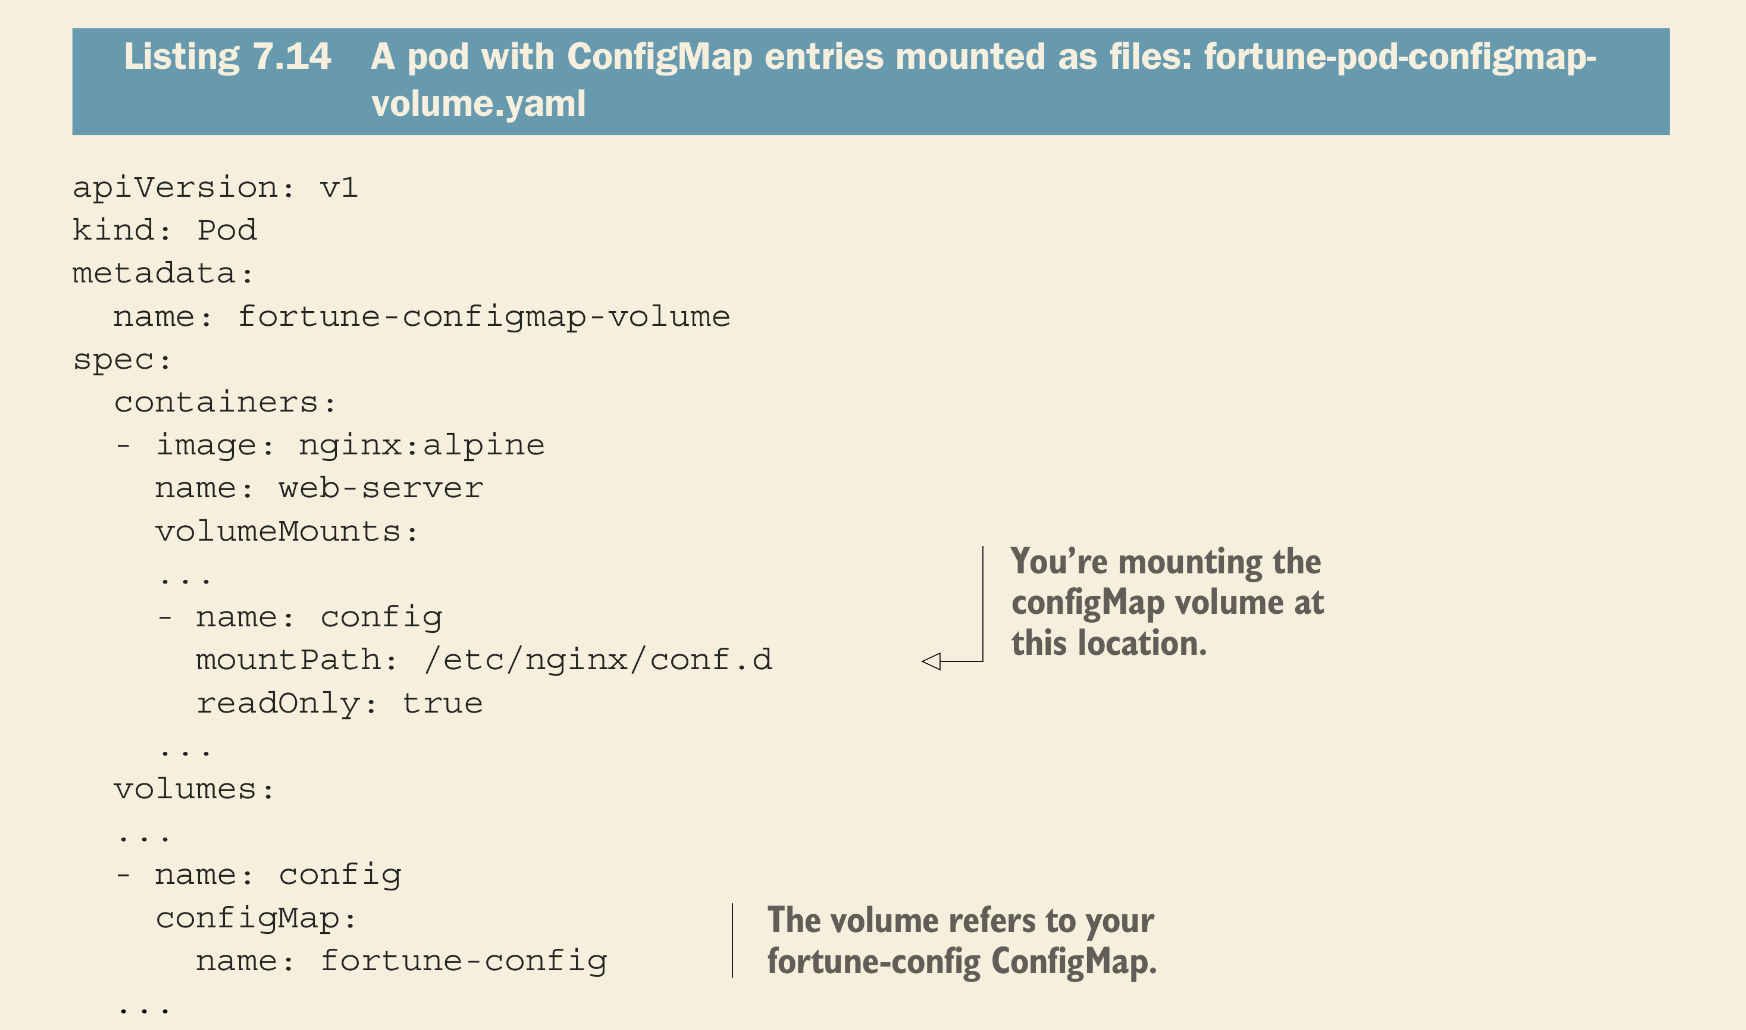 Listing 7.14 A pod with ConfigMap entries mounted as files: fortune-pod-configmap-
volume.yaml
apiVersion: v1
kind: Pod
metadata:
  name: fortune-configmap-volume
spec:
  containers:
  - image: nginx:alpine
    name: web-server
    volumeMounts:
    ...
    - name: config
      mountPath: /etc/nginx/conf.d
      readOnly: true
    ...
  volumes:
  ...
  - name: config
    configMap:
      name: fortune-config
  ...
You're mounting the
configMap volume at
this location.
The volume refers to your
fortune-config ConfigMap.